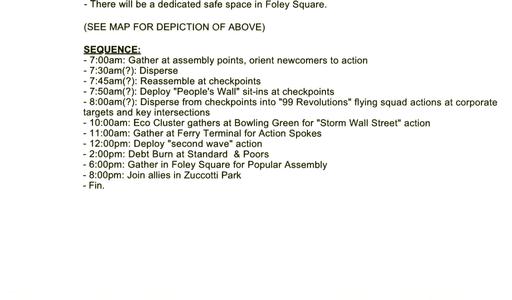 - There will be a dedicated safe space in Foley Square.
(SEE MAP FOR DEPICTION OF ABOVE)
SEQUENCE:
- 7:00am: Gather at assembly points, orient newcomers to action
- 7:30am(?): Disperse
- 7:45am(?): Reassemble at checkpoints
- 7:50am(?): Deploy "People's Wall" sit-ins at checkpoints
- 8:00am(?): Disperse from checkpoints into "99 Revolutions" flying squad actions at corporate
targets and key intersections
- 10:00am: Eco Cluster gathers at Bowling Green for "Storm Wall Street" action
- 11:00am: Gather at Ferry Terminal for Action Spokes
- 12:00pm: Deploy "second wave" action
- 2:00pm: Debt Burn at Standard & Poors
- 6:00pm: Gather in Foley Square for Popular Assembly
- 8:00pm: Join allies in Zuccotti Park
- Fin.